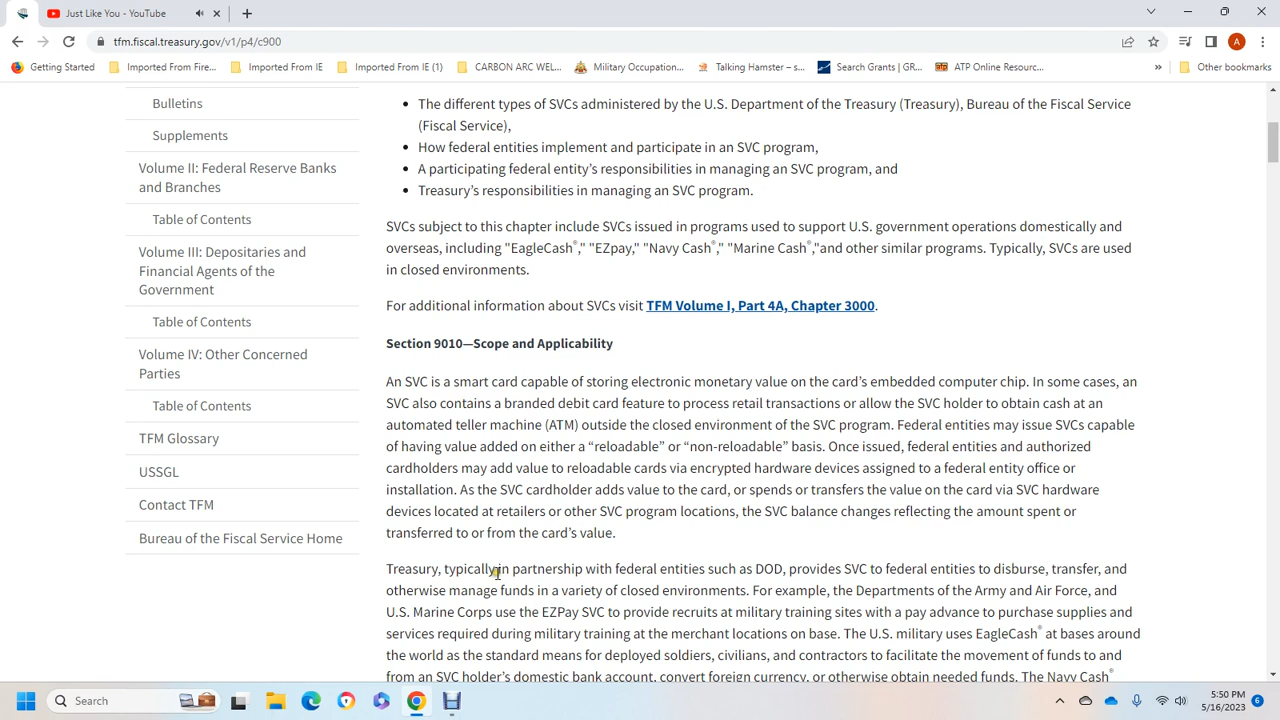 Just Like You - YouTube
tfm.fiscal.treasury.gov/v1/p4/c900
A
Getting Started
Imported From Fire...
Imported From IE
Imported From IE (1)
CARBON ARC WEL...
Military Occupation...
Talking Hamster – s...
Search Grants | GR...
ATP Online Resourc...
»
Other bookmarks
Bulletins
Supplements
Volume II: Federal Reserve Banks
and Branches
Table of Contents
Volume III: Depositaries and
Financial Agents of the
Government
Table of Contents
Volume IV: Other Concerned
Parties
Table of Contents
TFM Glossary
USSGL
Contact TFM
Bureau of the Fiscal Service Home
• The different types of SVCs administered by the U.S. Department of the Treasury (Treasury), Bureau of the Fiscal Service
(Fiscal Service),
• How federal entities implement and participate in an SVC program,
• A participating federal entity’s responsibilities in managing an SVC program, and
• Treasury’s responsibilities in managing an SVC program.
SVCs subject to this chapter include SVCs issued in programs used to support U.S. government operations domestically and
overseas, including "EagleCash®," "EZpay," "Navy Cash®," "Marine Cash®,"and other similar programs. Typically, SVCs are used
in closed environments.
For additional information about SVCs visit TFM Volume I, Part 4A, Chapter 3000.
Section 9010—Scope and Applicability
An SVC is a smart card capable of storing electronic monetary value on the card’s embedded computer chip. In some cases, an
SVC also contains a branded debit card feature to process retail transactions or allow the SVC holder to obtain cash at an
automated teller machine (ATM) outside the closed environment of the SVC program. Federal entities may issue SVCs capable
of having value added on either a “reloadable” or “non-reloadable” basis. Once issued, federal entities and authorized
cardholders may add value to reloadable cards via encrypted hardware devices assigned to a federal entity office or
installation. As the SVC cardholder adds value to the card, or spends or transfers the value on the card via SVC hardware
devices located at retailers or other SVC program locations, the SVC balance changes reflecting the amount spent or
transferred to or from the card’s value.
Treasury, typically in partnership with federal entities such as DOD, provides SVC to federal entities to disburse, transfer, and
otherwise manage funds in a variety of closed environments. For example, the Departments of the Army and Air Force, and
U.S. Marine Corps use the EZPay SVC to provide recruits at military training sites with a pay advance to purchase supplies and
services required during military training at the merchant locations on base. The U.S. military uses EagleCash® at bases around
the world as the standard means for deployed soldiers, civilians, and contractors to facilitate the movement of funds to and
from an SVC holder’s domestic bank account, convert foreign currency, or otherwise obtain needed funds. The Navy Cash®
Search
5:50 PM
5/16/2023
6